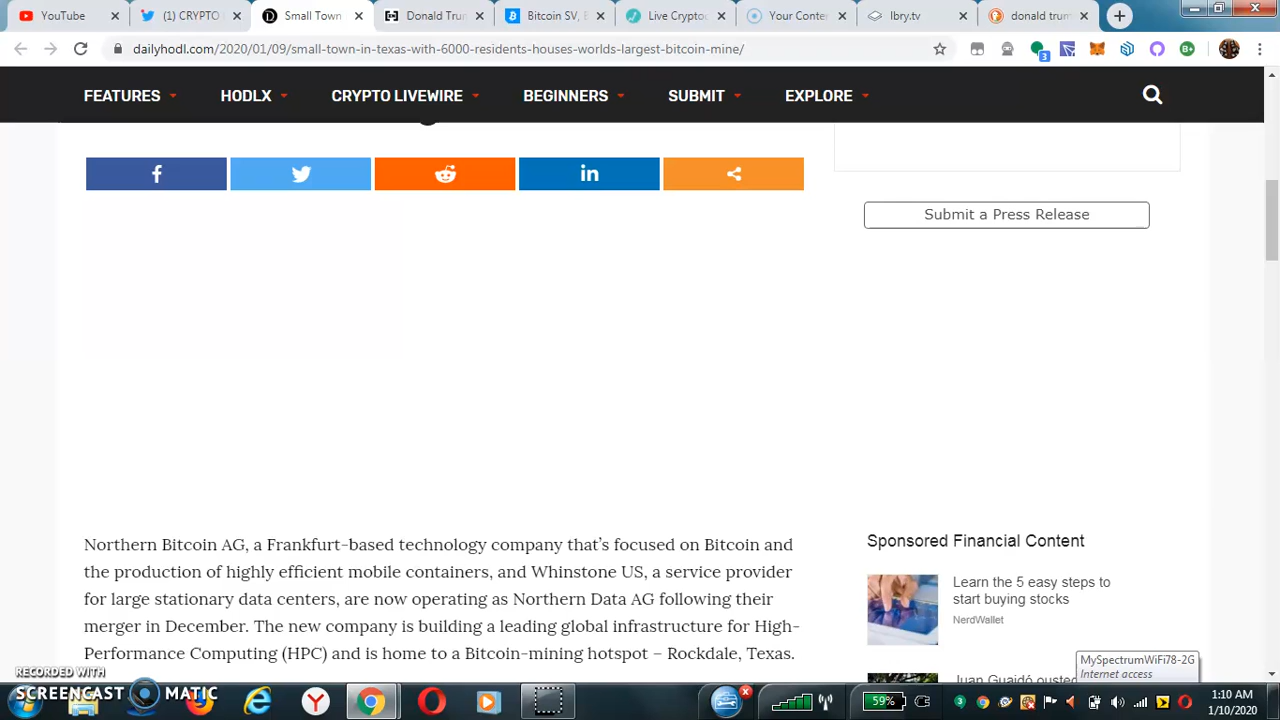 YouTube
(1) CRYPTO
Small Town
Donald Trum
Bitcoin SV, B
Live Crypto
Your Conte
lbry.tv
donald trum
dailyhodl.com/2020/01/09/small-town-in-texas-with-6000-residents-houses-worlds-largest-bitcoin-mine/
3
B+
FEATURES
HODLX
CRYPTO LIVEWIRE
BEGINNERS
SUBMIT
EXPLORE
Submit a Press Release
Northern Bitcoin AG, a Frankfurt-based technology company that's focused on Bitcoin and
the production of highly efficient mobile containers, and Whinstone US, a service provider
for large stationary data centers, are now operating as Northern Data AG following their
merger in December. The new company is building a leading global infrastructure for High-
Performance Computing (HPC) and is home to a Bitcoin-mining hotspot – Rockdale, Texas.
Sponsored Financial Content
Learn the 5 easy steps to
start buying stocks
NerdWallet
Juan Guaidó ousted
MySpectrumWiFi78-2G
Internet access
RECORDED WITH
SCREENCAST MATIC
59%
1:10 AM
1/10/2020